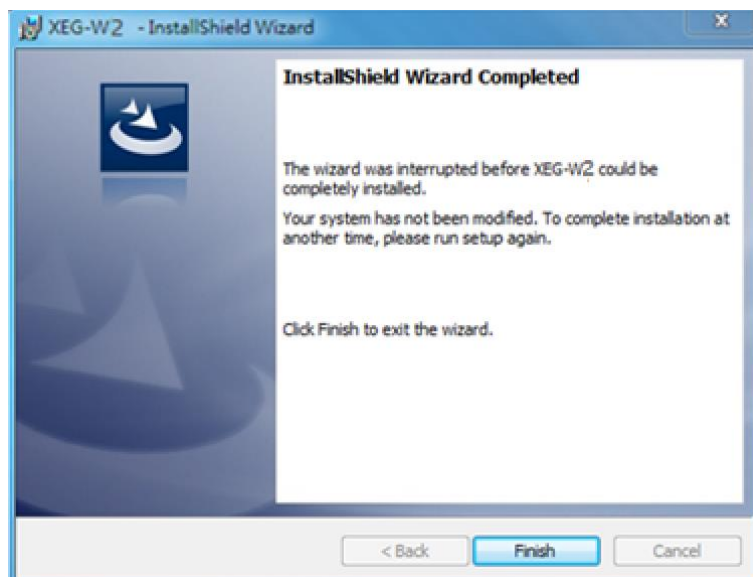 XEG-W2 - InstallShield Wizard
InstallShield Wizard Completed
The wizard was interrupted before XEG-W2 could be
completely installed.
Your system has not been modified. To complete installation at
another time, please run setup again.
Click Finish to exit the wizard.
< Back Finish Cancel